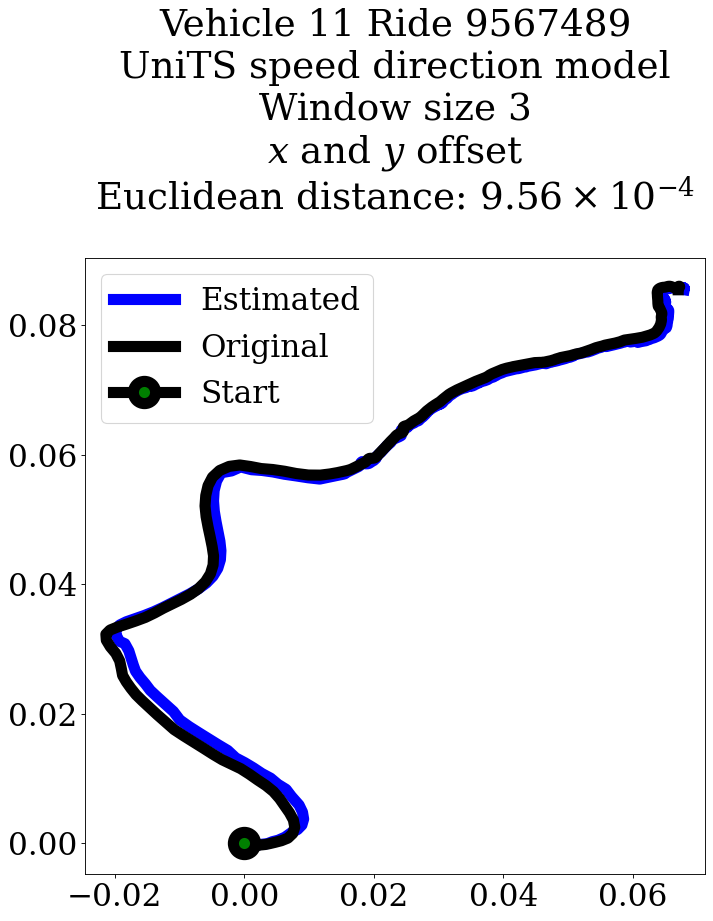 Vehicle 11 Ride 9567489
UniTS speed direction model
Window size 3
x and y offset
Euclidean distance: 9.56 × 10⁻⁴
Estimated
Original
Start
0.08
0.06
0.04
0.02
0.00
−0.02 0.00 0.02 0.04 0.06